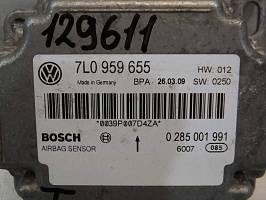 129611
7L0 959 655 HW: 012
Made in Germany BPA 26.03.09 SW: 0250
*0039P007D4ZA*
BOSCH 0 285 001 991
AIRBAG SENSOR 6007 085